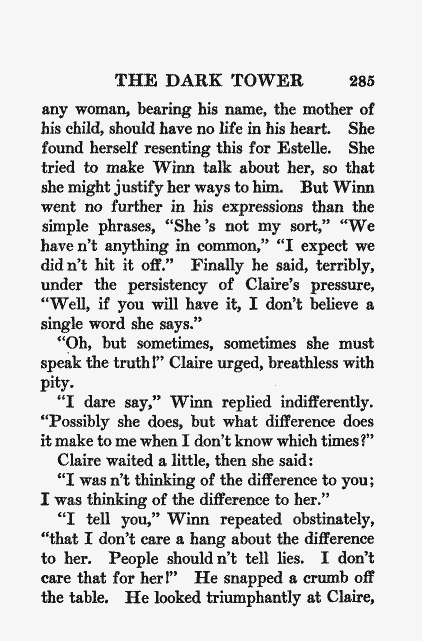 THE DARK TOWER 285
any woman, bearing his name, the mother of
his child, should have no life in his heart. She
found herself resenting this for Estelle. She
tried to make Winn talk about her, so that
she might justify her ways to him. But Winn
went no further in his expressions than the
simple phrases, “She 's not my sort,” “We
have n't anything in common,” “I expect we
did n't hit it off.” Finally he said, terribly,
under the persistency of Claire's pressure,
“Well, if you will have it, I don't believe a
single word she says.”
“Oh, but sometimes, sometimes she must
speak the truth!” Claire urged, breathless with
pity.
“I dare say,” Winn replied indifferently.
“Possibly she does, but what difference does
it make to me when I don't know which times?”
Claire waited a little, then she said:
“I was n't thinking of the difference to you;
I was thinking of the difference to her.”
“I tell you,” Winn repeated obstinately,
“that I don't care a hang about the difference
to her. People should n't tell lies. I don't
care that for her!” He snapped a crumb off
the table. He looked triumphantly at Claire,